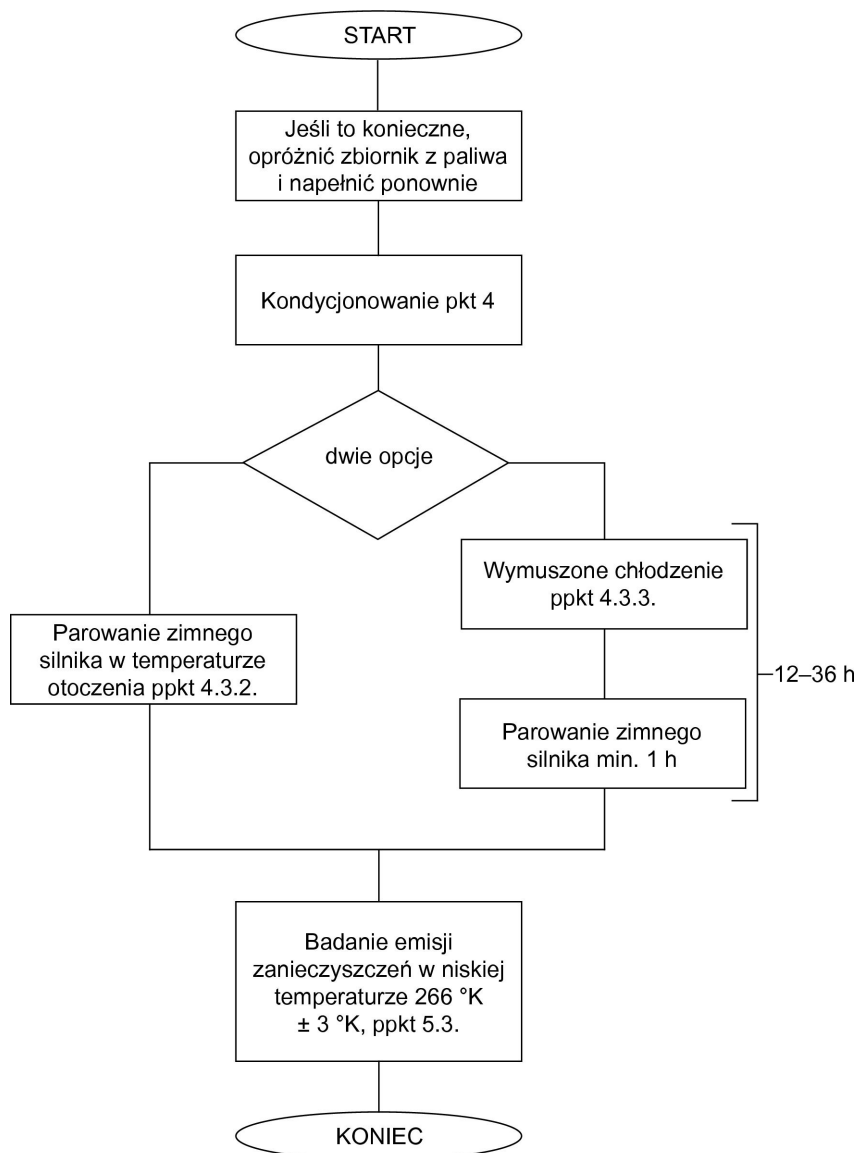 START
Jeśli to konieczne,
opróżnić zbiornik z paliwa
i napełnić ponownie
Kondycjonowanie pkt 4
dwie opcje
Wymuszone chłodzenie
ppkt 4.3.3.
Parowanie zimnego
silnika w temperaturze
otoczenia ppkt 4.3.2.
12–36 h
Parowanie zimnego
silnika min. 1 h
Badanie emisji
zanieczyszczeń w niskiej
temperaturze 266 °K
± 3 °K, ppkt 5.3.
KONIEC